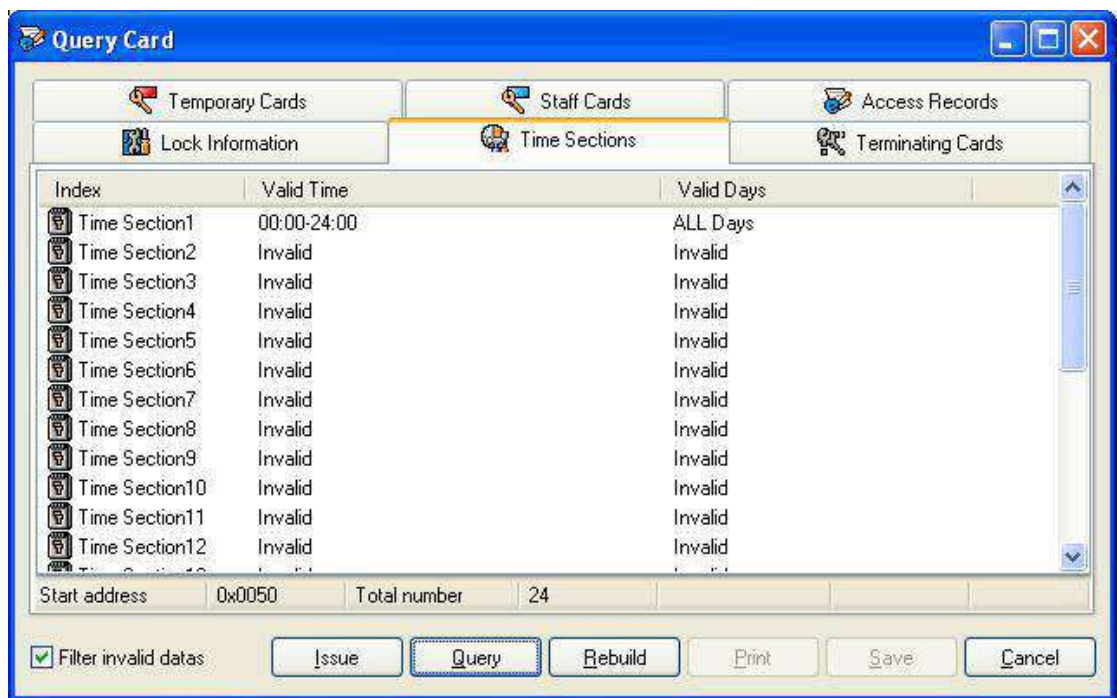 Query Card
Temporary Cards Staff Cards Access Records
Lock Information Time Sections Terminating Cards
Index Valid Time Valid Days
Time Section1 00:00-24:00 ALL Days
Time Section2 Invalid Invalid
Time Section3 Invalid Invalid
Time Section4 Invalid Invalid
Time Section5 Invalid Invalid
Time Section6 Invalid Invalid
Time Section7 Invalid Invalid
Time Section8 Invalid Invalid
Time Section9 Invalid Invalid
Time Section10 Invalid Invalid
Time Section11 Invalid Invalid
Time Section12 Invalid Invalid
Start address 0x0050 Total number 24
Filter invalid datas Issue Query Rebuild Print Save Cancel